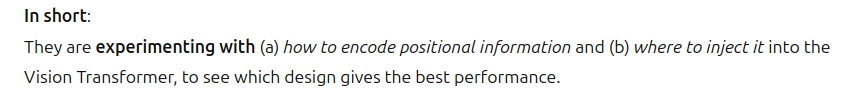 In short:
They are experimenting with (a) how to encode positional information and (b) where to inject it into the
Vision Transformer, to see which design gives the best performance.